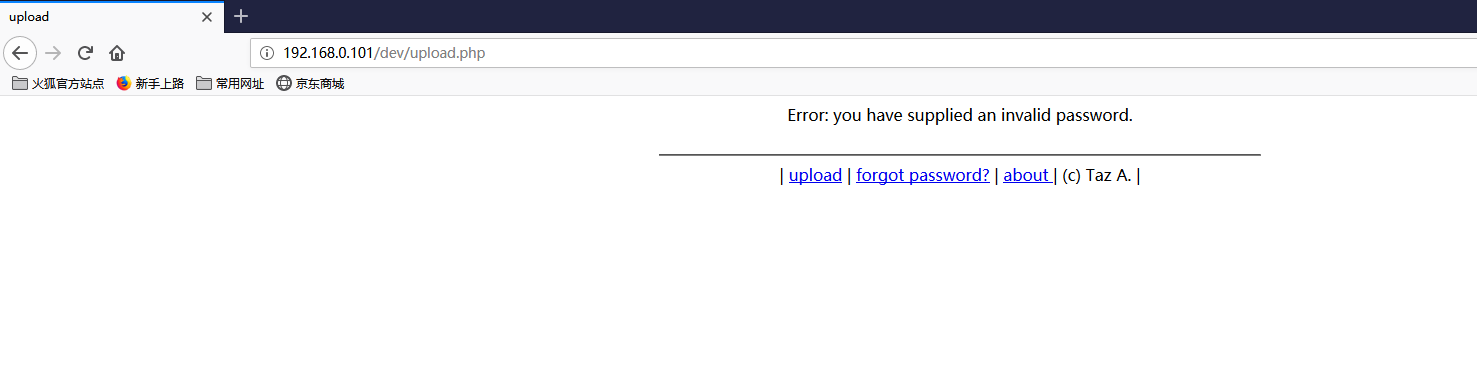 upload
192.168.0.101/dev/upload.php
火狐官方站点 新手上路 常用网址 京东商城
Error: you have supplied an invalid password.
| upload | forgot password? | about | (c) Taz A. |